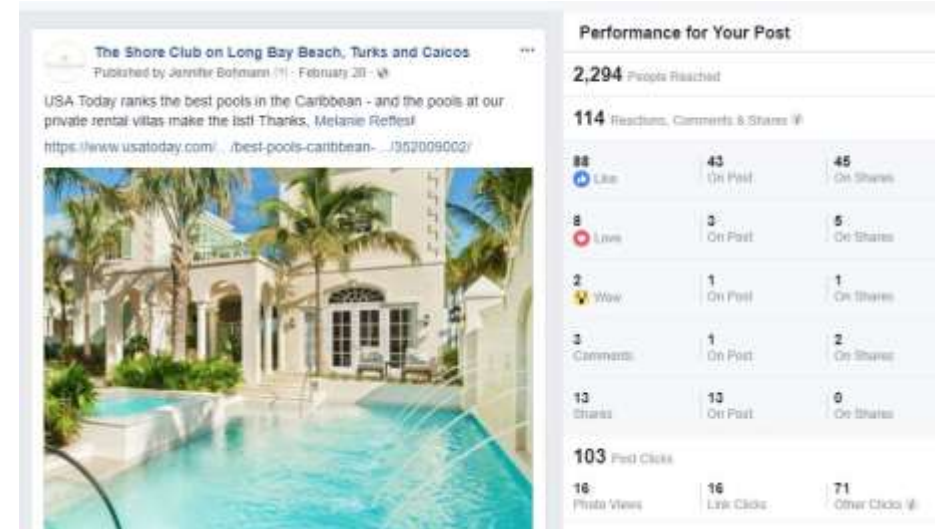 The Shore Club on Long Bay Beach, Turks and Caicos
Published by Jennifer Bohmann [?] · February 20 ·
USA Today ranks the best pools in the Caribbean - and the pools at our
private rental villas make the list! Thanks, Melanie Reffes!
https://www.usatoday.com/.../best-pools-caribbean-.../352009002/
Performance for Your Post
2,294 People Reached
114 Reactions, Comments & Shares
88 43 45
Like On Post On Shares
8 3 5
Love On Post On Shares
2 1 1
Wow On Post On Shares
3 1 2
Comments On Post On Shares
13 13 0
Shares On Post On Shares
103 Post Clicks
16 16 71
Photo Views Link Clicks Other Clicks